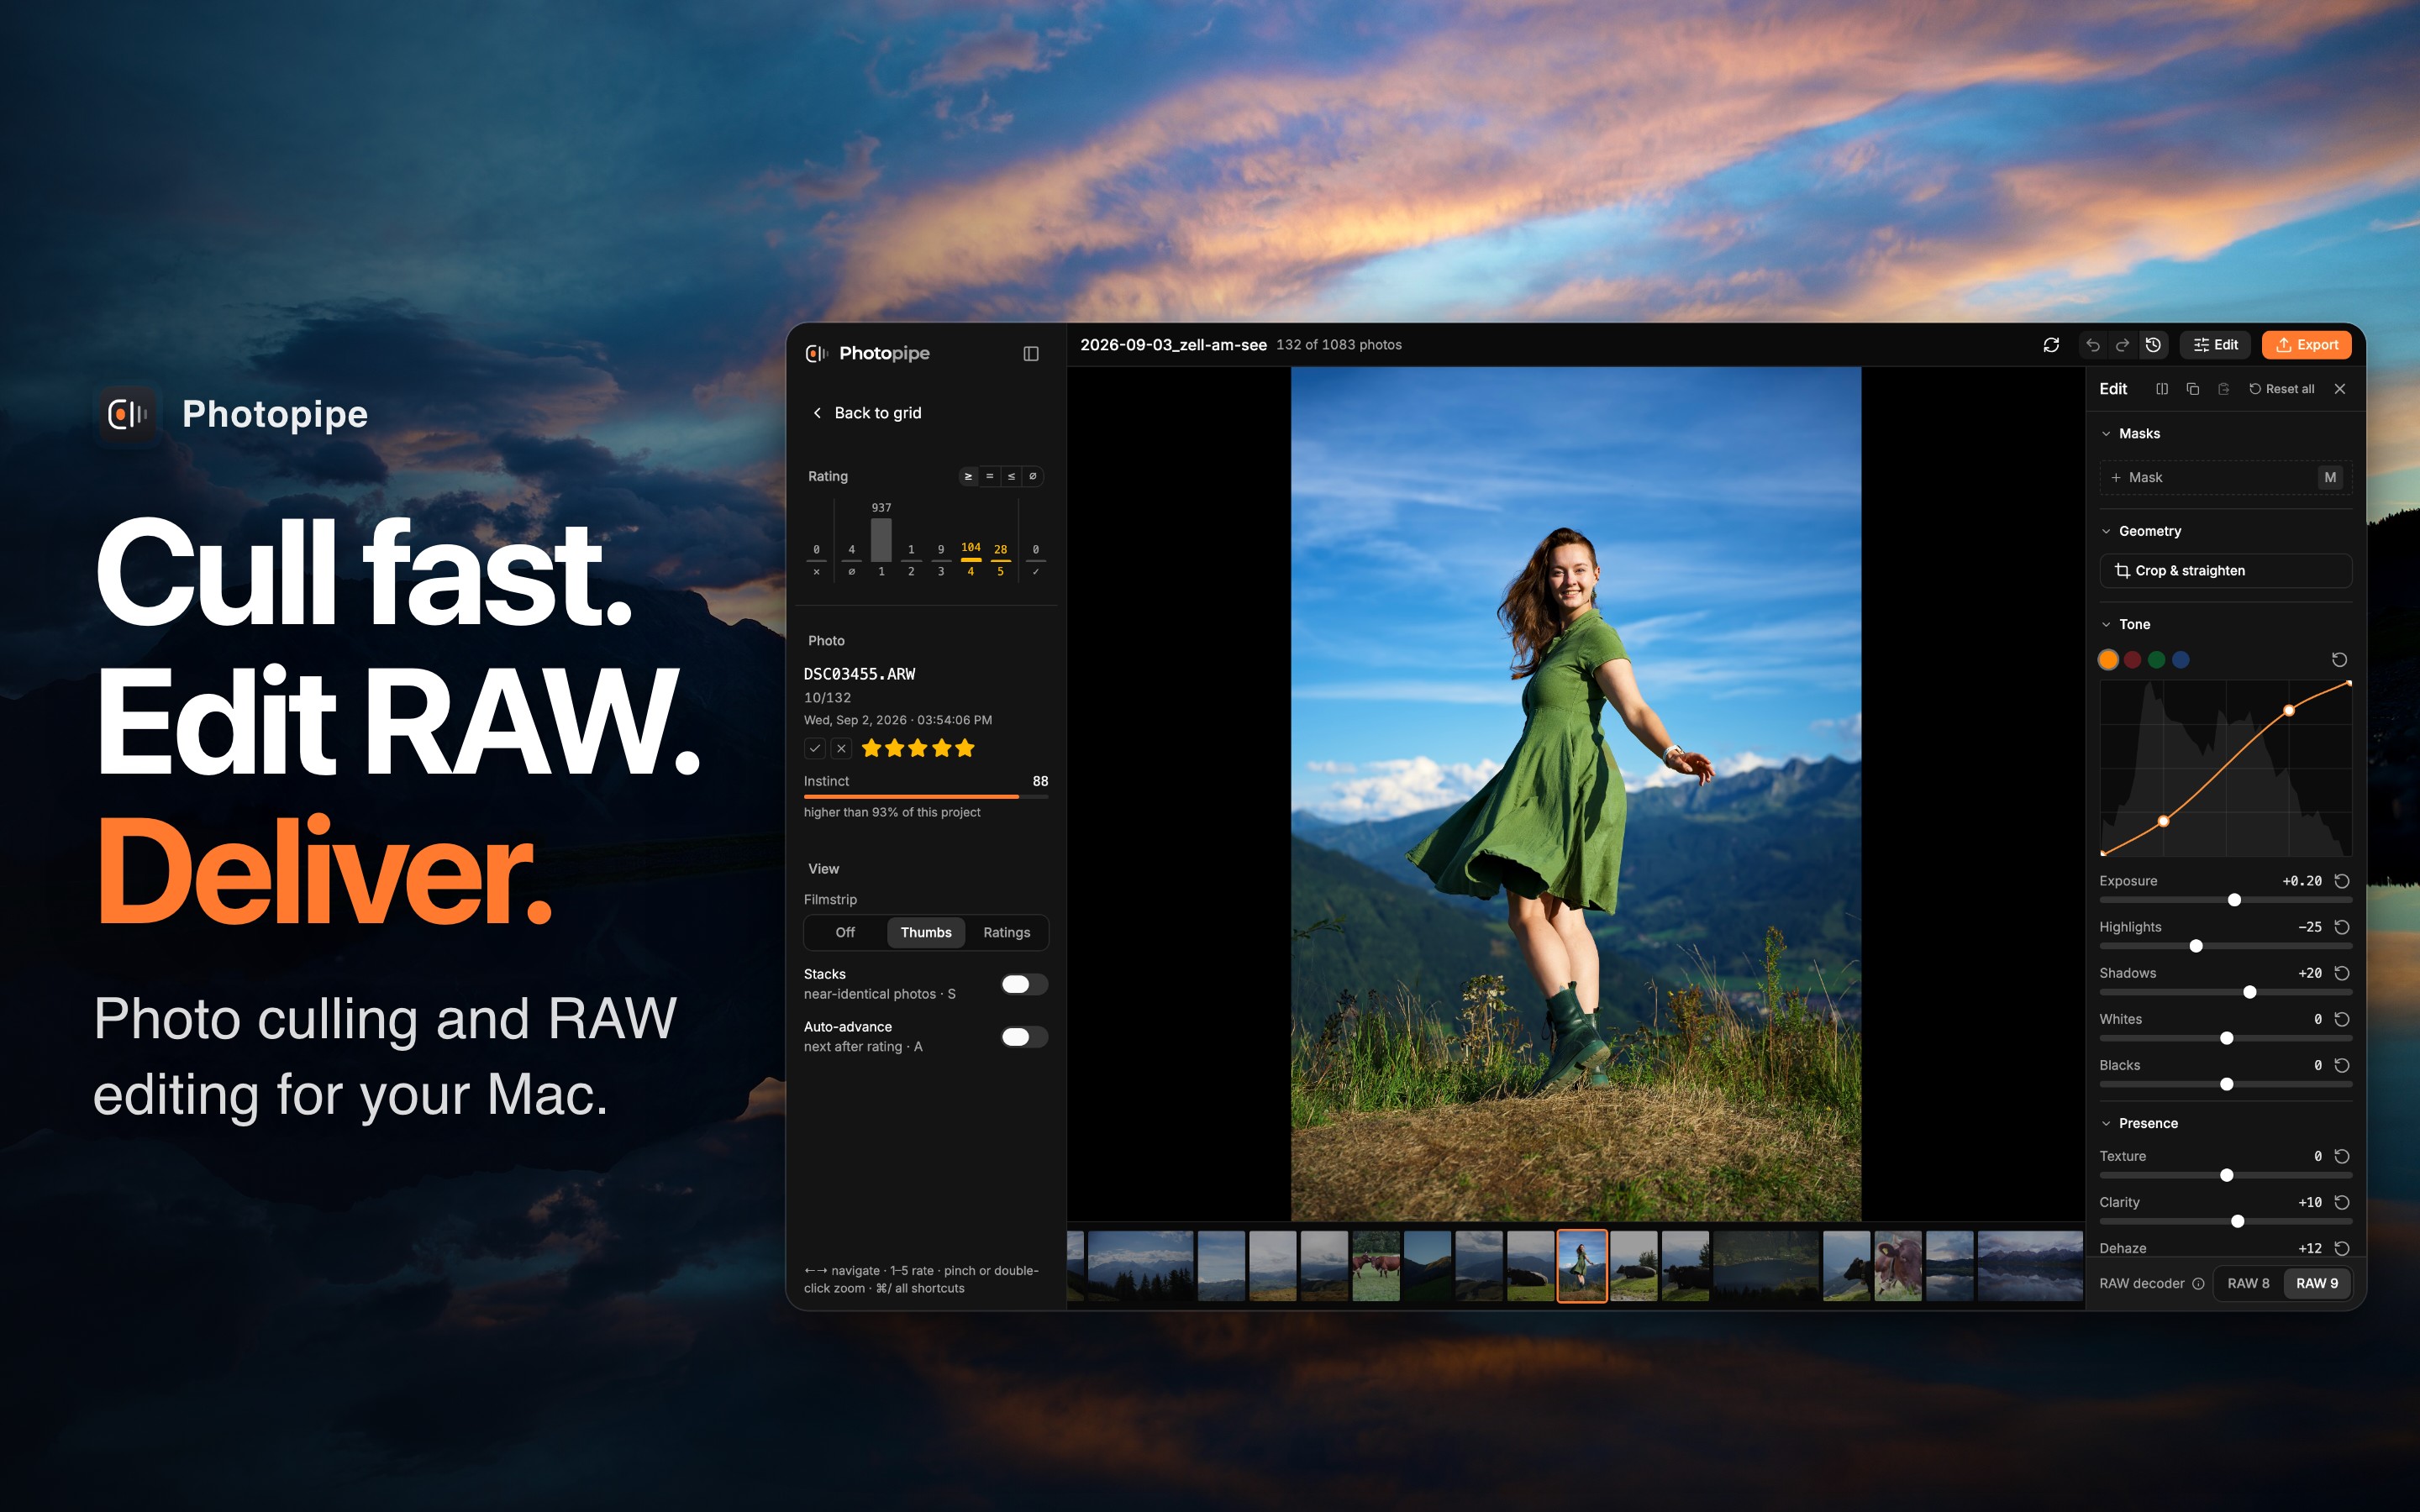 Photopipe
Cull fast.
Edit RAW.
Deliver.
Photo culling and RAW
editing for your Mac.
Photopipe
Back to grid
Rating
≥ = ≤ ∅
937
0 4 1 9 104 28 0
× ∅ 1 2 3 4 5 ✓
Photo
DSC03455.ARW
10/132
Wed, Sep 2, 2026 · 03:54:06 PM
Instinct 88
higher than 93% of this project
View
Filmstrip
Off Thumbs Ratings
Stacks
near-identical photos · S
Auto-advance
next after rating · A
←→ navigate · 1–5 rate · pinch or double-
click zoom · ⌘/ all shortcuts
2026-09-03_zell-am-see 132 of 1083 photos
Edit Export
Edit Reset all
Masks
+ Mask M
Geometry
Crop & straighten
Tone
Exposure +0.20
Highlights −25
Shadows +20
Whites 0
Blacks 0
Presence
Texture 0
Clarity +10
Dehaze +12
RAW decoder RAW 8 RAW 9